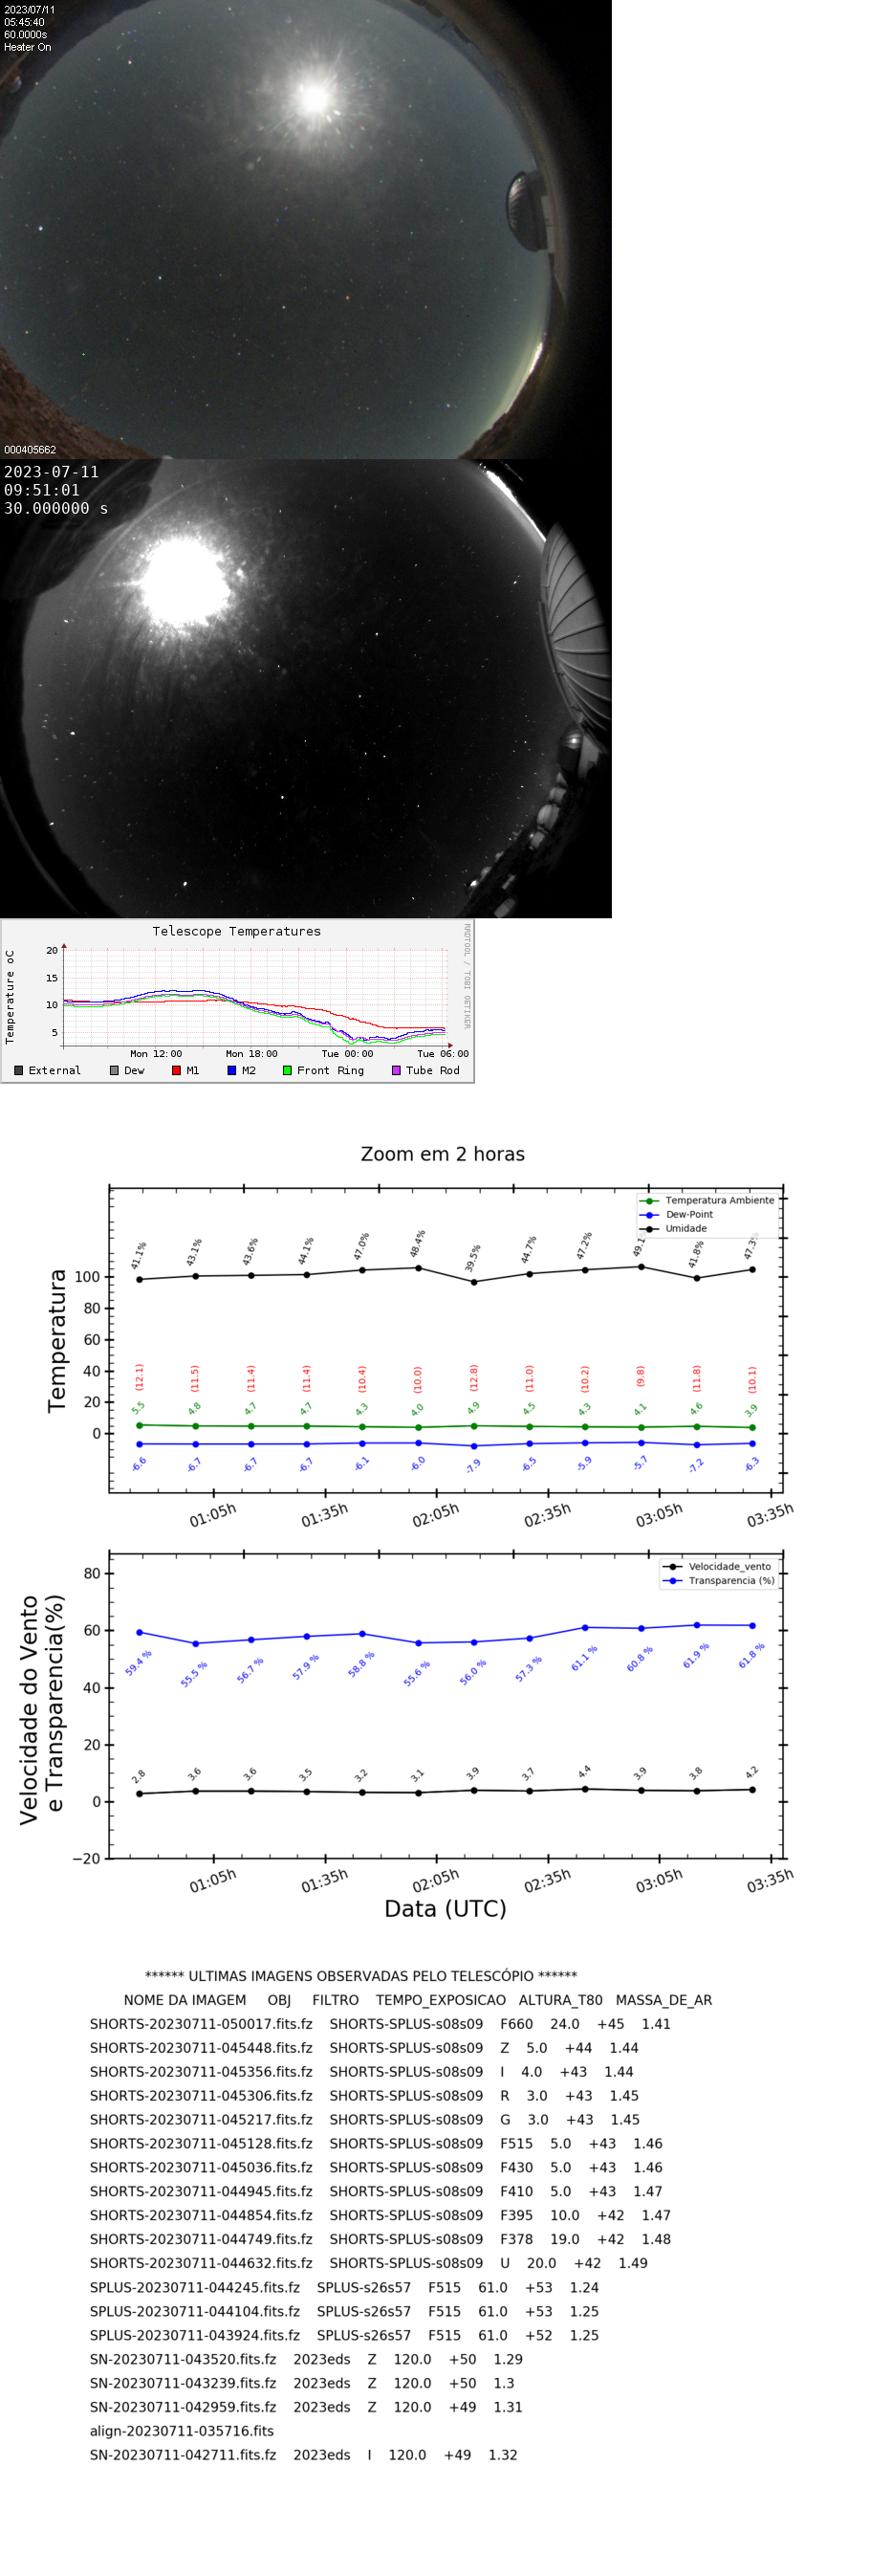 2023/07/11
05:45:40
60.0000s
Heater On
000405662
2023-07-11
09:51:01
30.000000 s
Telescope Temperatures
RRDTOOL / TOBI OETIKER
Temperature oC
20
15
10
5
Mon 12:00 Mon 18:00 Tue 00:00 Tue 06:00
External Dew M1 M2 Front Ring Tube Rod
Zoom em 2 horas
Temperatura Ambiente
Dew-Point
Umidade
Temperatura
100
80
60
40
20
0
41.1% 43.1% 43.6% 44.1% 47.0% 48.4% 39.5% 44.7% 47.2% 49.1 41.8% 47.3%
(12.1) (11.5) (11.4) (11.4) (10.4) (10.0) (12.8) (11.0) (10.2) (9.8) (11.8) (10.1)
5.5 4.8 4.7 4.7 4.3 4.0 4.9 4.5 4.3 4.1 4.6 3.9
-6.6 -6.7 -6.7 -6.7 -6.1 -6.0 -7.9 -6.5 -5.9 -5.7 -7.2 -6.3
01:05h 01:35h 02:05h 02:35h 03:05h 03:35h
Velocidade_vento
Transparencia (%)
Velocidade do Vento
e Transparencia(%)
80
60
40
20
0
−20
59.4 % 55.5 % 56.7 % 57.9 % 58.8 % 55.6 % 56.0 % 57.3 % 61.1 % 60.8 % 61.9 % 61.8 %
2.8 3.6 3.6 3.5 3.2 3.1 3.9 3.7 4.4 3.9 3.8 4.2
01:05h 01:35h 02:05h 02:35h 03:05h 03:35h
Data (UTC)
****** ULTIMAS IMAGENS OBSERVADAS PELO TELESCÓPIO ******
NOME DA IMAGEM OBJ FILTRO TEMPO_EXPOSICAO ALTURA_T80 MASSA_DE_AR
SHORTS-20230711-050017.fits.fz SHORTS-SPLUS-s08s09 F660 24.0 +45 1.41
SHORTS-20230711-045448.fits.fz SHORTS-SPLUS-s08s09 Z 5.0 +44 1.44
SHORTS-20230711-045356.fits.fz SHORTS-SPLUS-s08s09 I 4.0 +43 1.44
SHORTS-20230711-045306.fits.fz SHORTS-SPLUS-s08s09 R 3.0 +43 1.45
SHORTS-20230711-045217.fits.fz SHORTS-SPLUS-s08s09 G 3.0 +43 1.45
SHORTS-20230711-045128.fits.fz SHORTS-SPLUS-s08s09 F515 5.0 +43 1.46
SHORTS-20230711-045036.fits.fz SHORTS-SPLUS-s08s09 F430 5.0 +43 1.46
SHORTS-20230711-044945.fits.fz SHORTS-SPLUS-s08s09 F410 5.0 +43 1.47
SHORTS-20230711-044854.fits.fz SHORTS-SPLUS-s08s09 F395 10.0 +42 1.47
SHORTS-20230711-044749.fits.fz SHORTS-SPLUS-s08s09 F378 19.0 +42 1.48
SHORTS-20230711-044632.fits.fz SHORTS-SPLUS-s08s09 U 20.0 +42 1.49
SPLUS-20230711-044245.fits.fz SPLUS-s26s57 F515 61.0 +53 1.24
SPLUS-20230711-044104.fits.fz SPLUS-s26s57 F515 61.0 +53 1.25
SPLUS-20230711-043924.fits.fz SPLUS-s26s57 F515 61.0 +52 1.25
SN-20230711-043520.fits.fz 2023eds Z 120.0 +50 1.29
SN-20230711-043239.fits.fz 2023eds Z 120.0 +50 1.3
SN-20230711-042959.fits.fz 2023eds Z 120.0 +49 1.31
align-20230711-035716.fits
SN-20230711-042711.fits.fz 2023eds I 120.0 +49 1.32